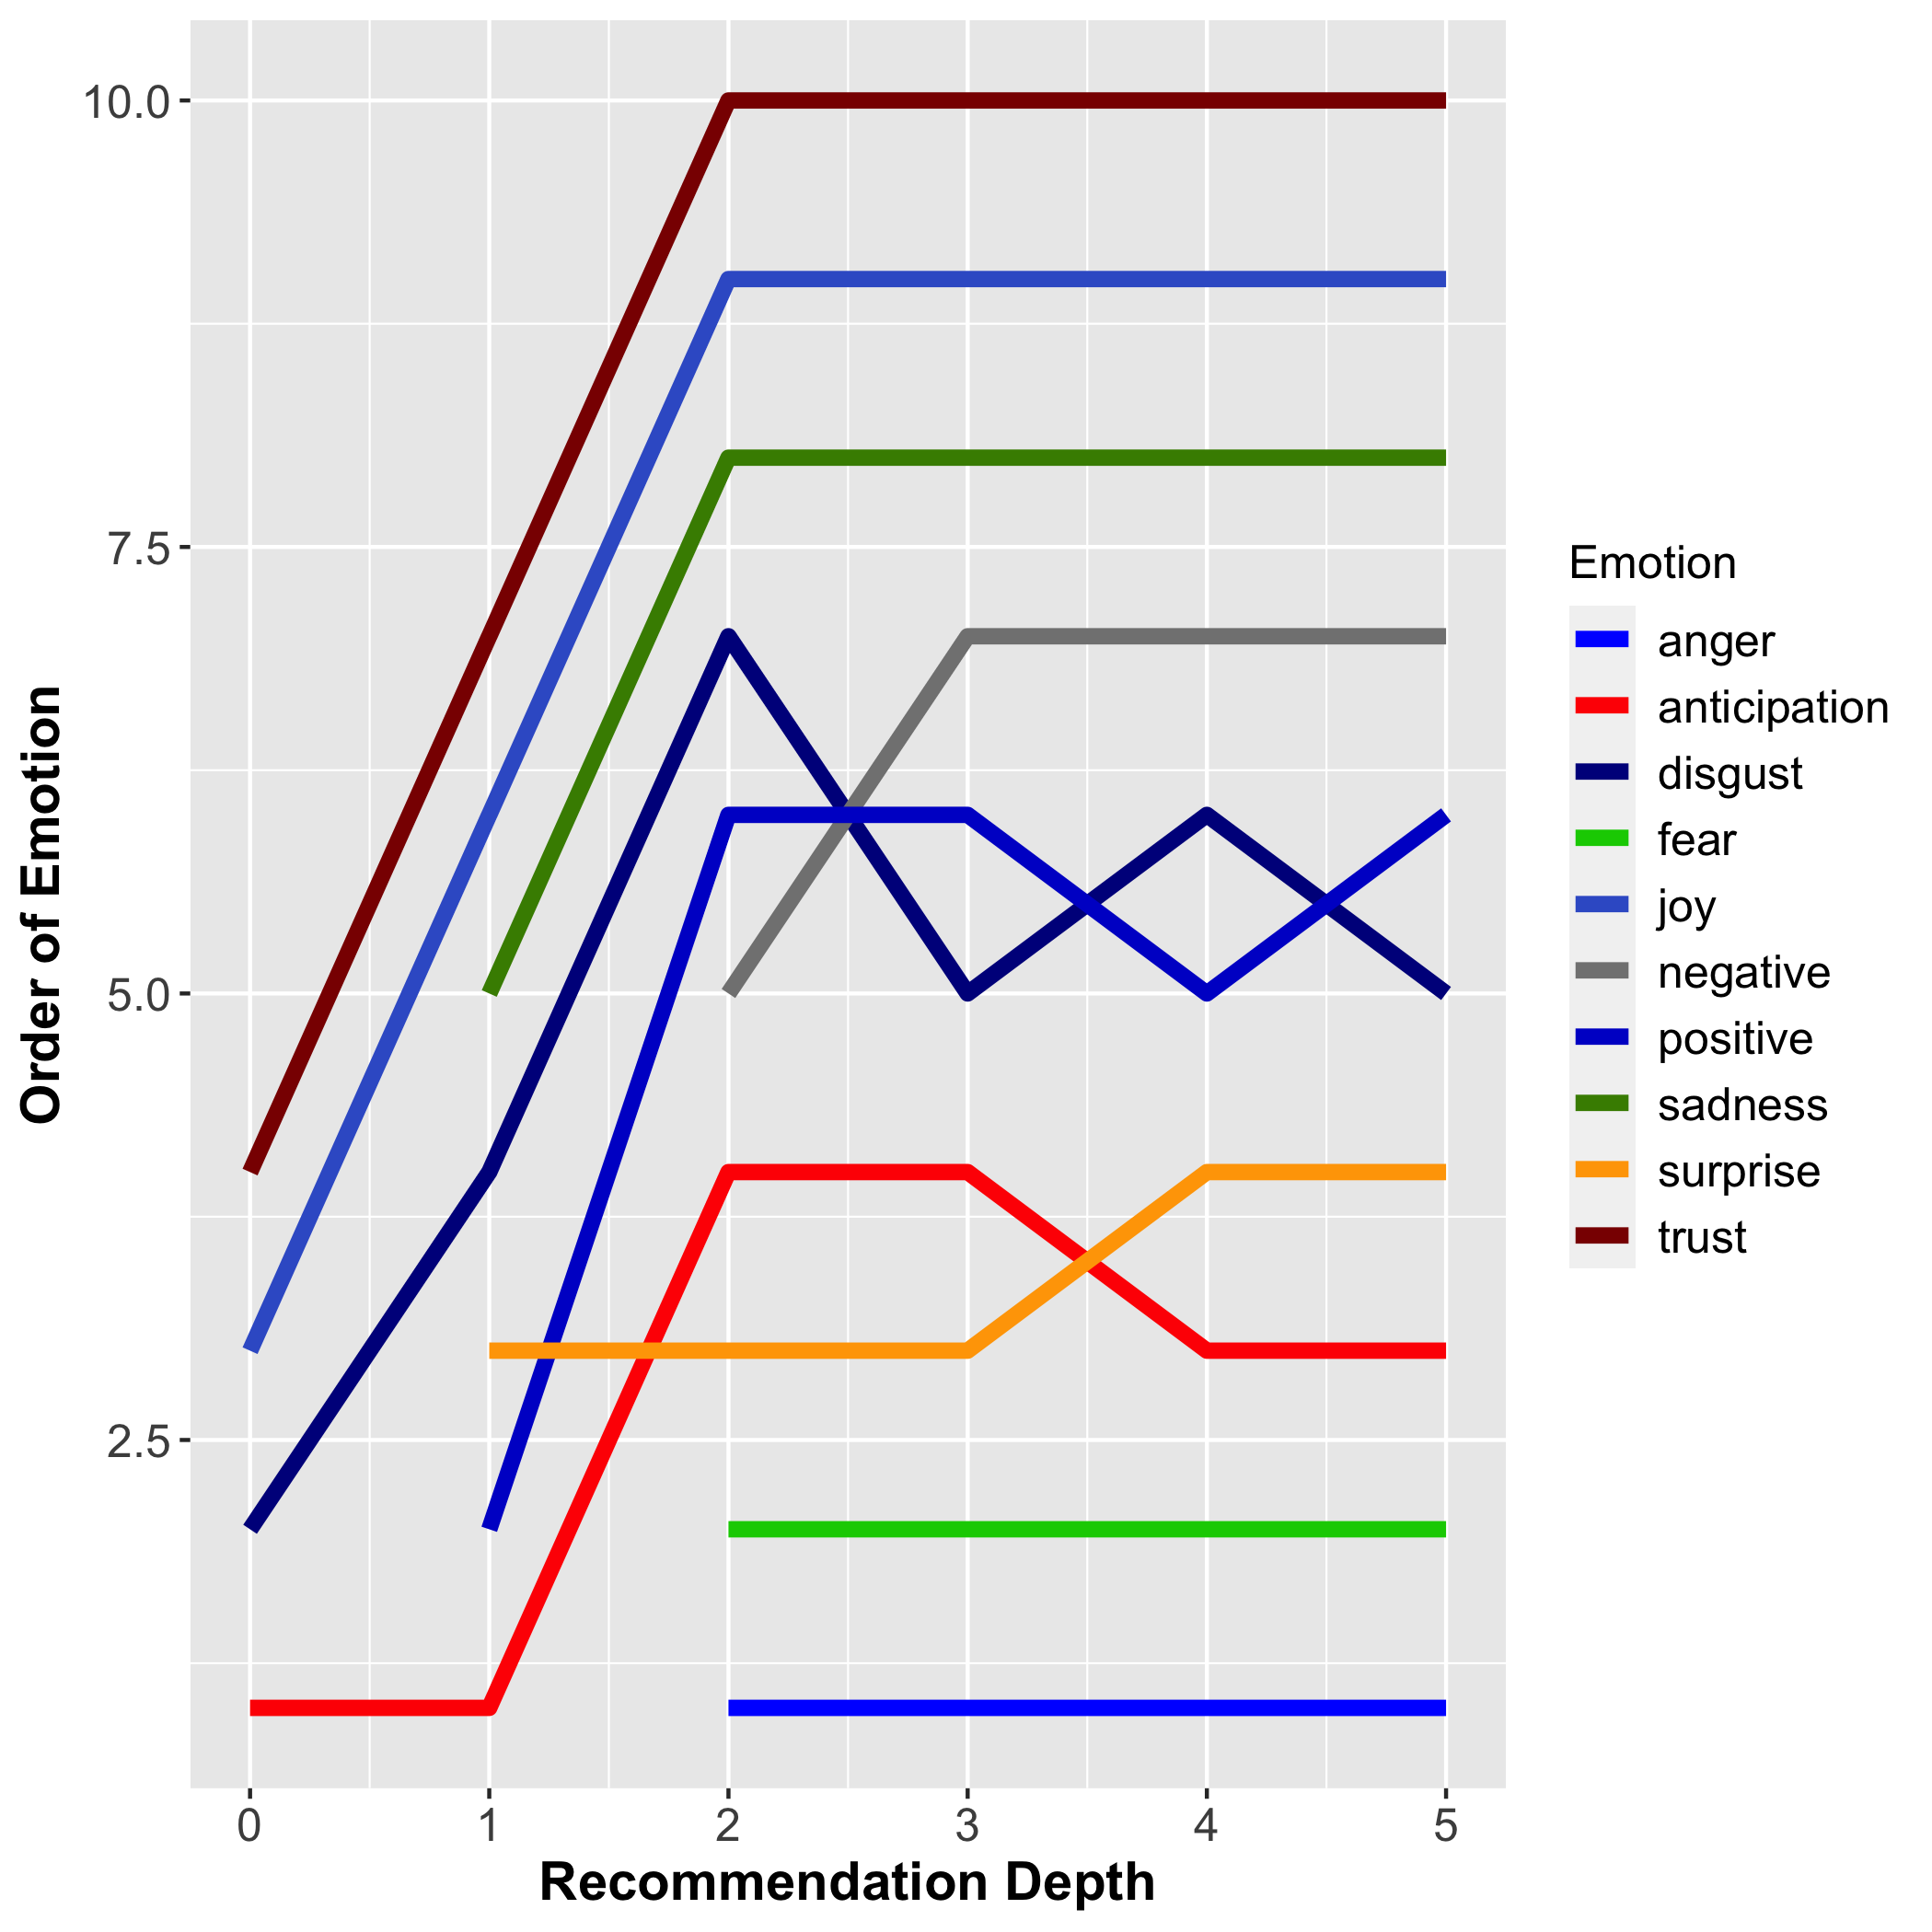 10.0
7.5
5.0
2.5
Order of Emotion
0 1 2 3 4 5
Recommendation Depth
Emotion
anger
anticipation
disgust
fear
joy
negative
positive
sadness
surprise
trust